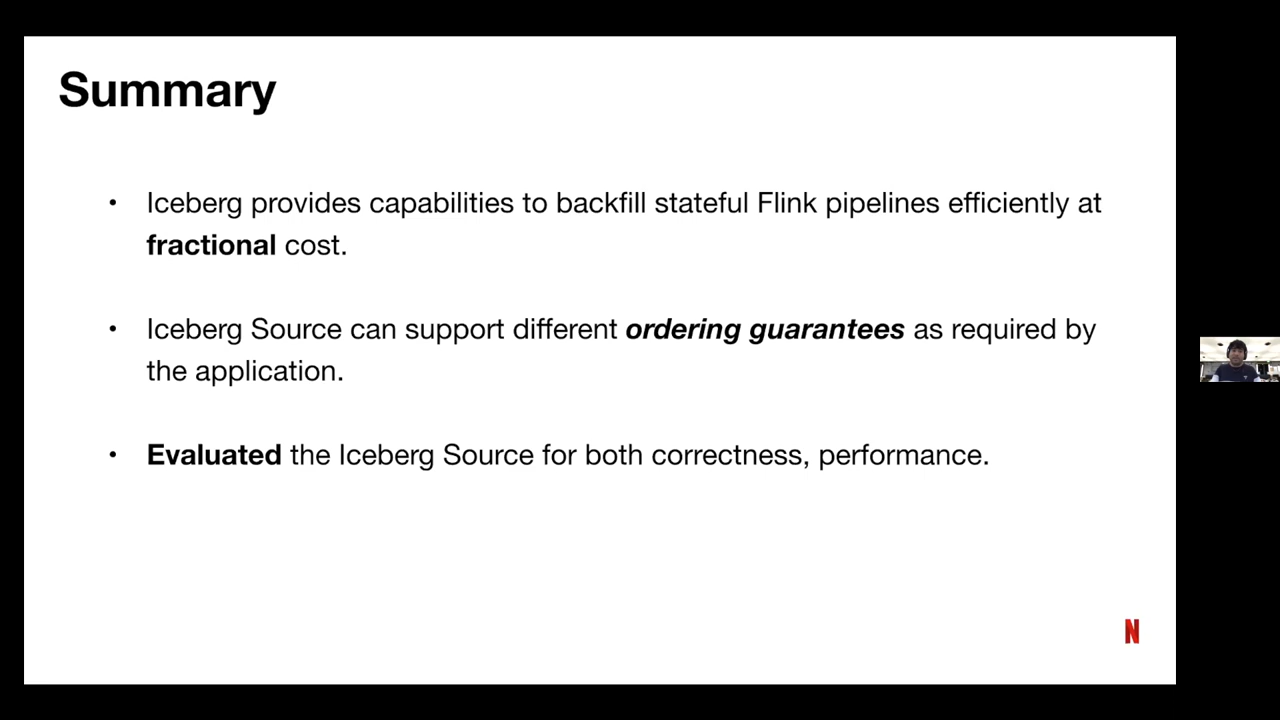 Summary
• Iceberg provides capabilities to backfill stateful Flink pipelines efficiently at
fractional cost.
• Iceberg Source can support different ordering guarantees as required by
the application.
• Evaluated the Iceberg Source for both correctness, performance.
N